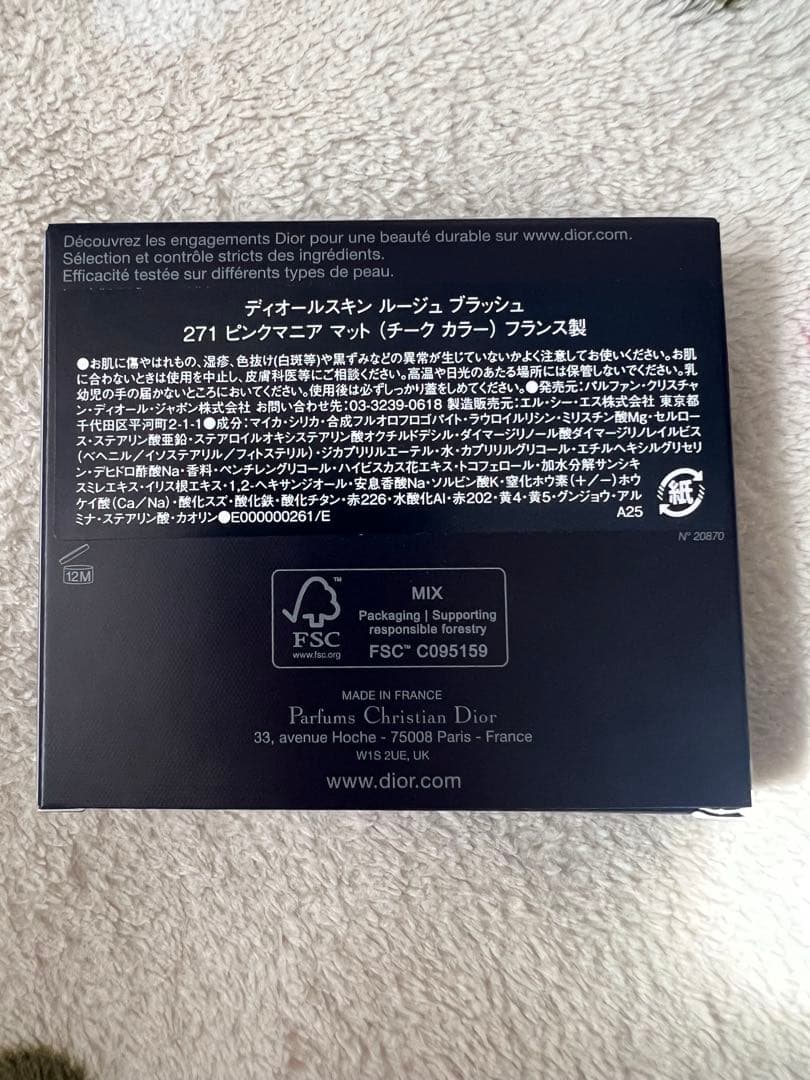 Découvrez les engagements Dior pour une beauté durable sur www.dior.com.
Sélection et contrôle stricts des ingrédients.
Efficacité testée sur différents types de peau.
ディオールスキン ルージュ ブラッシュ
271 ピンクマニア マット (チーク カラー) フランス製
●お肌に傷やはれもの、湿疹、色抜け(白斑等)や黒ずみなどの異常が生じていないかよく注意してお使いください。お肌
に合わないときは使用を中止し、皮膚科医等にご相談ください。高温や日光のあたる場所には保管しないでください。乳
幼児の手の届かないところにおいてください。使用後は必ずしっかり蓋をしめてください。●発売元:パルファン・クリスチャ
ン・ディオール・ジャポン株式会社 お問い合わせ先:03-3239-0618 製造販売元:エル・シー・エス株式会社 東京都
千代田区平河町2-1-1●成分:マイカ・シリカ・合成フルオロフロゴパイト・ラウロイルリシン・ミリスチン酸Mg・セルロー
ス・ステアリン酸亜鉛・ステアロイルオキシステアリン酸オクチルドデシル・ダイマージリノール酸ダイマージリノレイルビス
(ベヘニル/イソステアリル/フィトステリル)・ジカプリリルエーテル・水・カプリリルグリコール・エチルヘキシルグリセリ
ン・デヒドロ酢酸Na・香料・ペンチレングリコール・ハイビスカス花エキス・トコフェロール・加水分解サンシキ
スミレエキス・イリス根エキス・1,2-ヘキサンジオール・安息香酸Na・ソルビン酸K・窒化ホウ素(+/-)ホウ
ケイ酸(Ca/Na)・酸化スズ・酸化鉄・酸化チタン・赤226・水酸化Al・赤202・黄4・黄5・グンジョウ・アル
ミナ・ステアリン酸・カオリン●E000000261/E
紙
A25
N° 20870
12M
FSC™
www.fsc.org
MIX
Packaging | Supporting
responsible forestry
FSC™ C095159
MADE IN FRANCE
Parfums Christian Dior
33, avenue Hoche - 75008 Paris - France
W1S 2UE, UK
www.dior.com